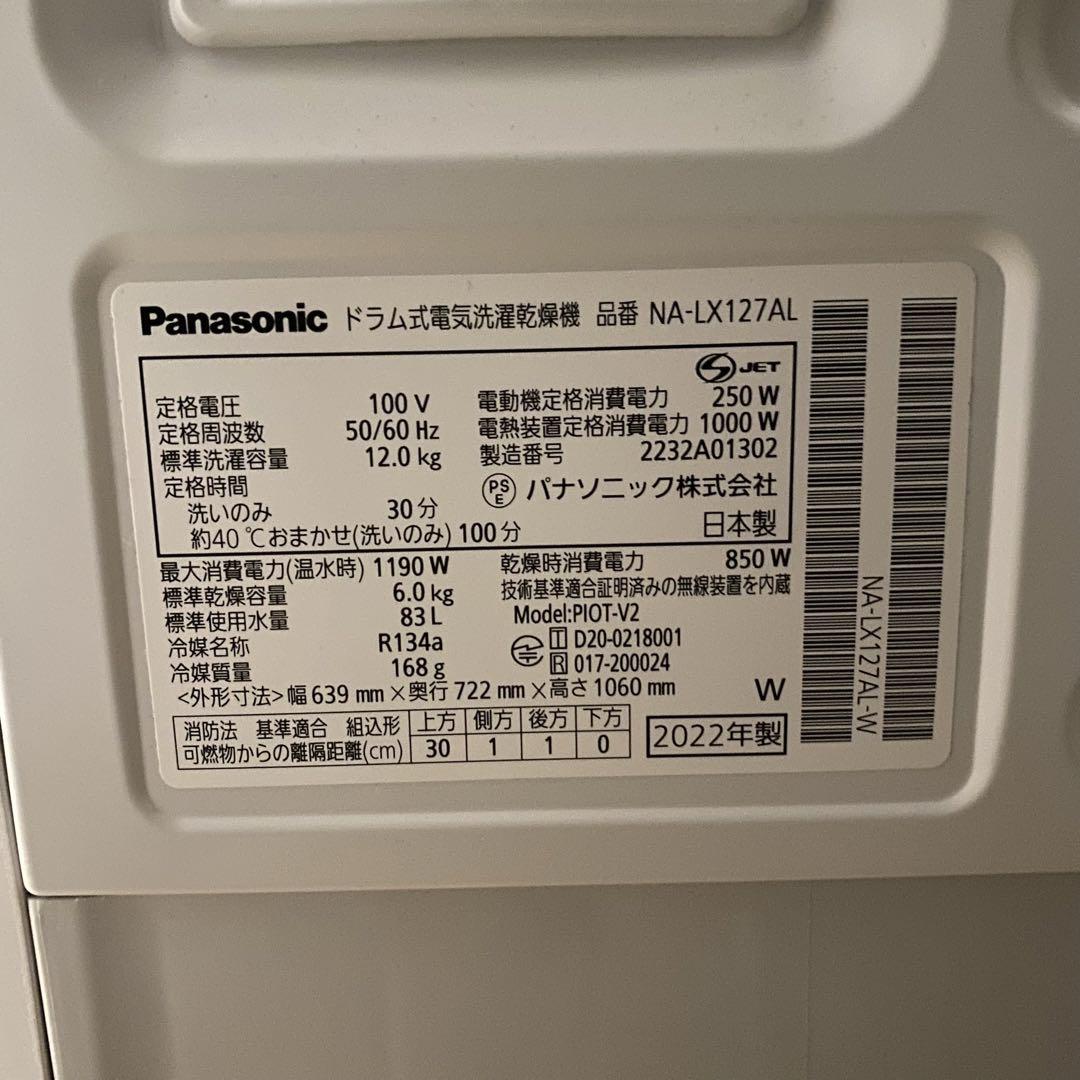 Panasonic ドラム式電気洗濯乾燥機 品番 NA-LX127AL
S JET
定格電圧 100 V
定格周波数 50/60 Hz
標準洗濯容量 12.0 kg
定格時間
洗いのみ 30 分
約40 ℃おまかせ(洗いのみ) 100 分
電動機定格消費電力 250 W
電熱装置定格消費電力 1000 W
製造番号 2232A01302
PS E パナソニック株式会社
日本製
最大消費電力(温水時) 1190 W
標準乾燥容量 6.0 kg
標準使用水量 83 L
冷媒名称 R134a
冷媒質量 168 g
乾燥時消費電力 850 W
技術基準適合証明済みの無線装置を内蔵
Model:PIOT-V2
T D20-0218001
R 017-200024
<外形寸法> 幅 639 mm × 奥行 722 mm × 高さ 1060 mm
W
消防法 基準適合 組込形 上方 側方 後方 下方
可燃物からの離隔距離(cm) 30 1 1 0
2022年製
NA-LX127AL-W